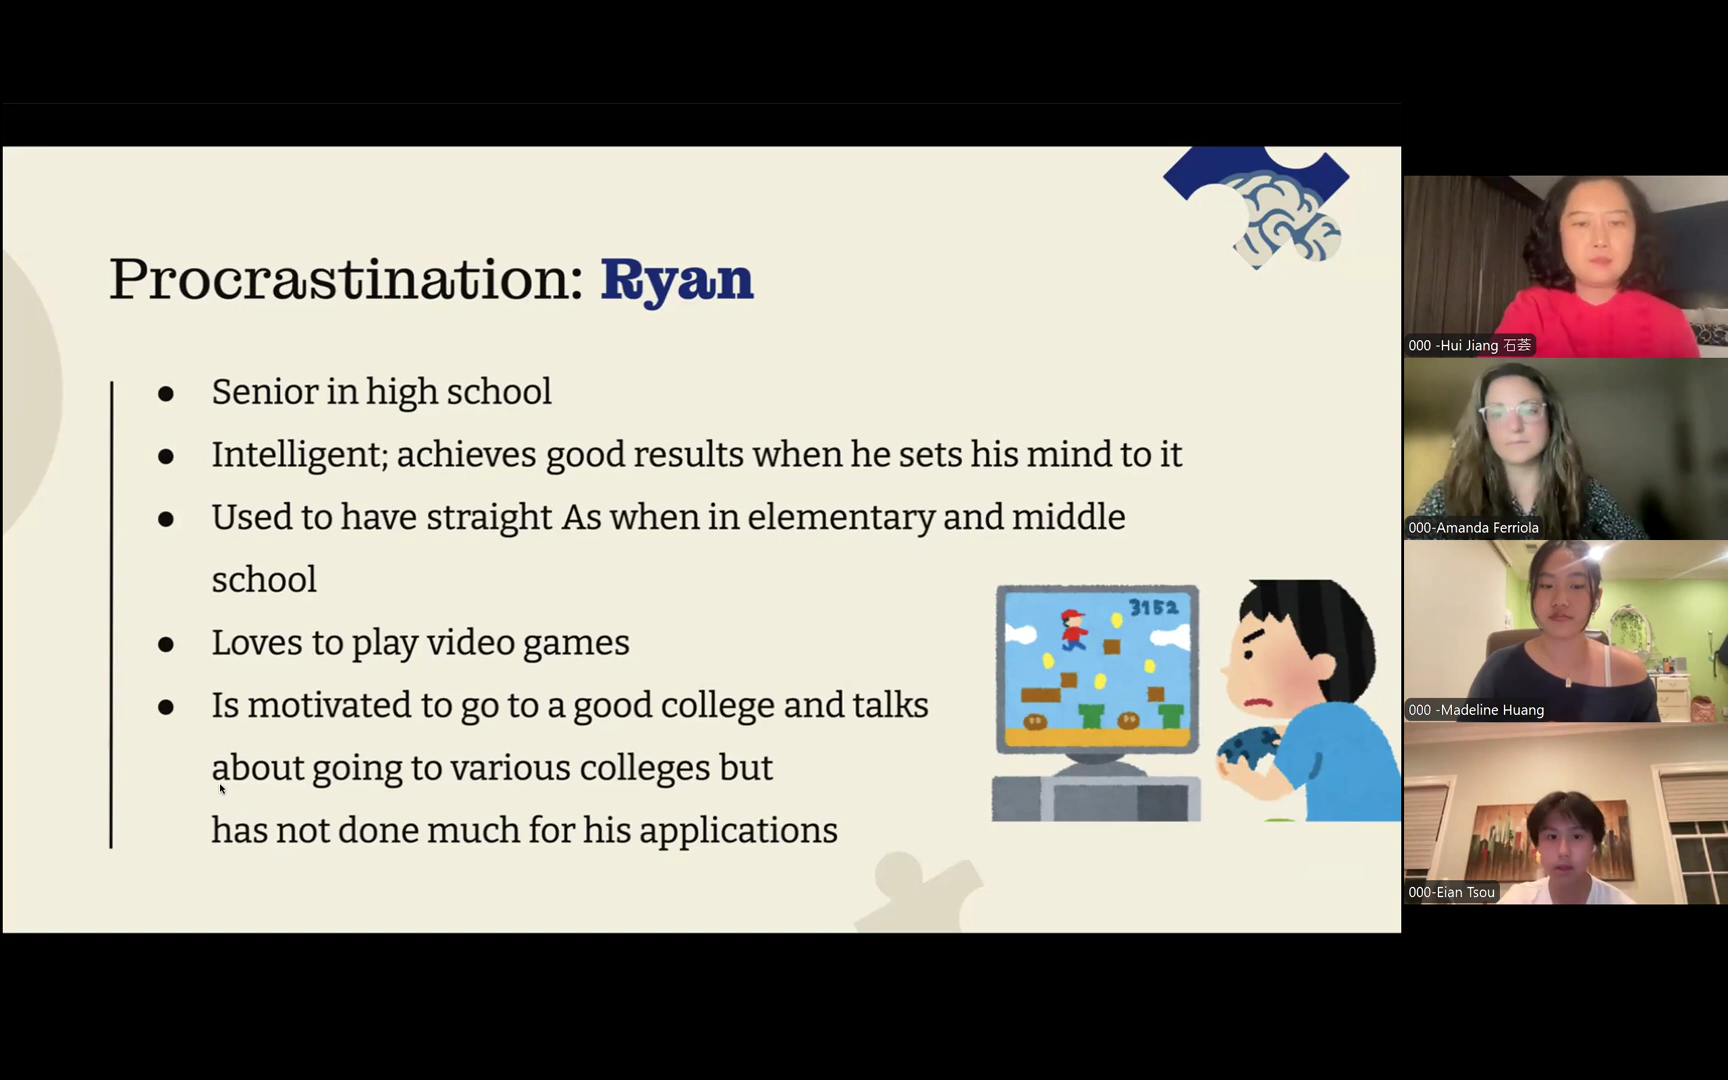 Procrastination: Ryan
● Senior in high school
● Intelligent; achieves good results when he sets his mind to it
● Used to have straight As when in elementary and middle
school
● Loves to play video games
● Is motivated to go to a good college and talks
about going to various colleges but
has not done much for his applications
3152
000 -Hui Jiang 石荟
000-Amanda Ferriola
000 -Madeline Huang
000-Eian Tsou